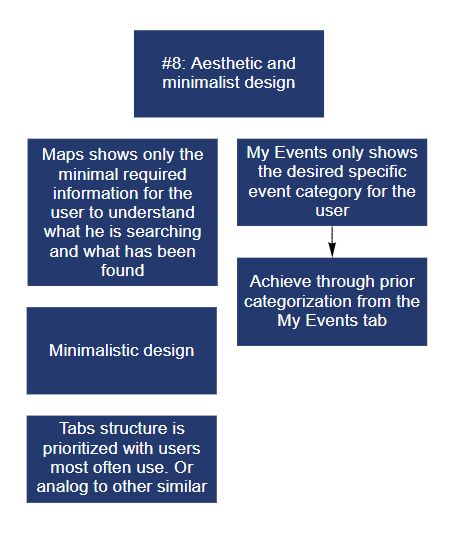 #8: Aesthetic and
minimalist design
Maps shows only the
minimal required
information for the
user to understand
what he is searching
and what has been
found
My Events only shows
the desired specific
event category for the
user
Achieve through prior
categorization from the
My Events tab
Minimalistic design
Tabs structure is
prioritized with users
most often use. Or
analog to other similar